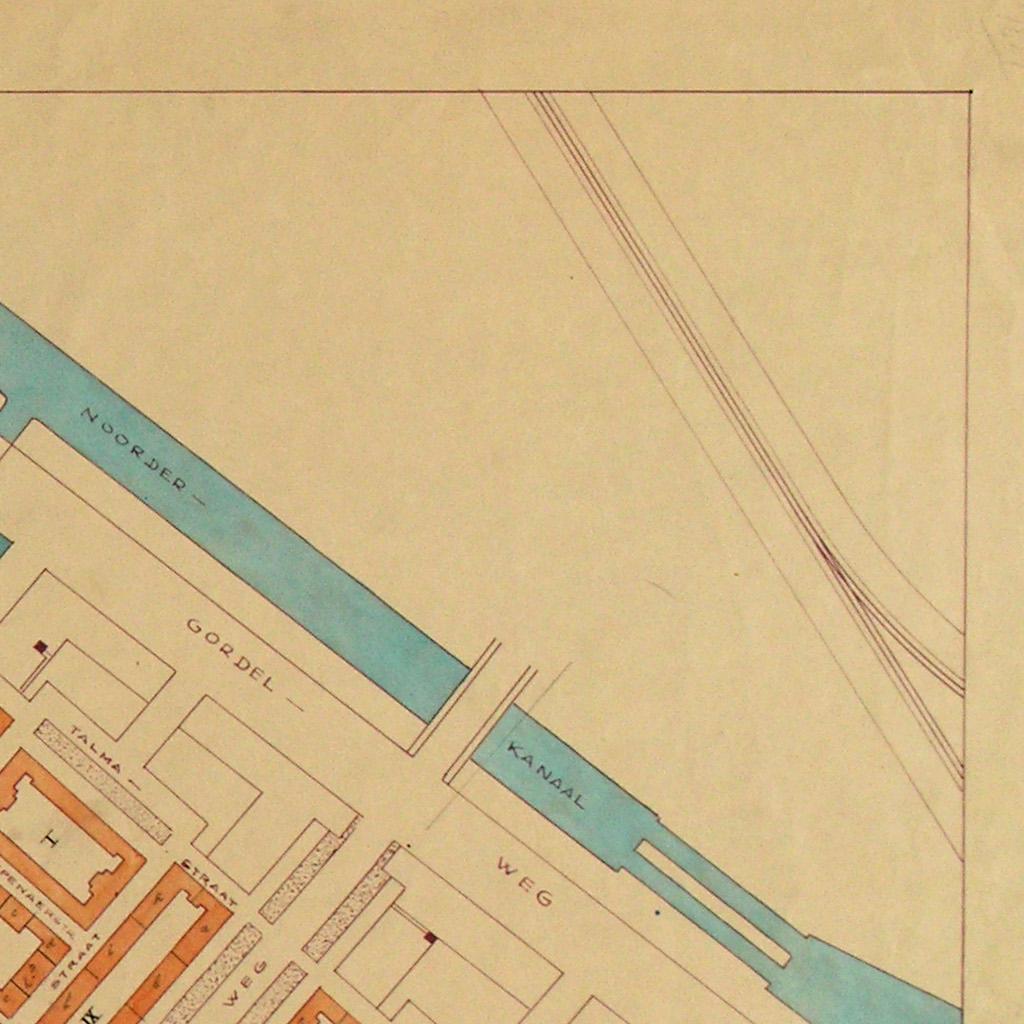 NOORDER —
KANAAL
GORDEL —
WEG
TALMA —
STRAAT
H
STRAAT
WEG
IX